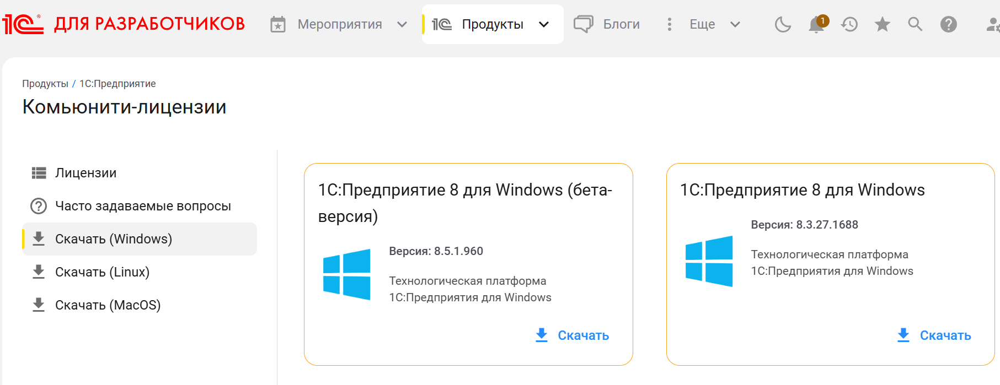 1С® ДЛЯ РАЗРАБОТЧИКОВ
Мероприятия
1С Продукты
Блоги
Еще
1
Продукты / 1С:Предприятие
Комьюнити-лицензии
Лицензии
Часто задаваемые вопросы
Скачать (Windows)
Скачать (Linux)
Скачать (MacOS)
1С:Предприятие 8 для Windows (бета-
версия)
Версия: 8.5.1.960
Технологическая платформа
1С:Предприятия для Windows
Скачать
1С:Предприятие 8 для Windows
Версия: 8.3.27.1688
Технологическая платформа
1С:Предприятия для Windows
Скачать